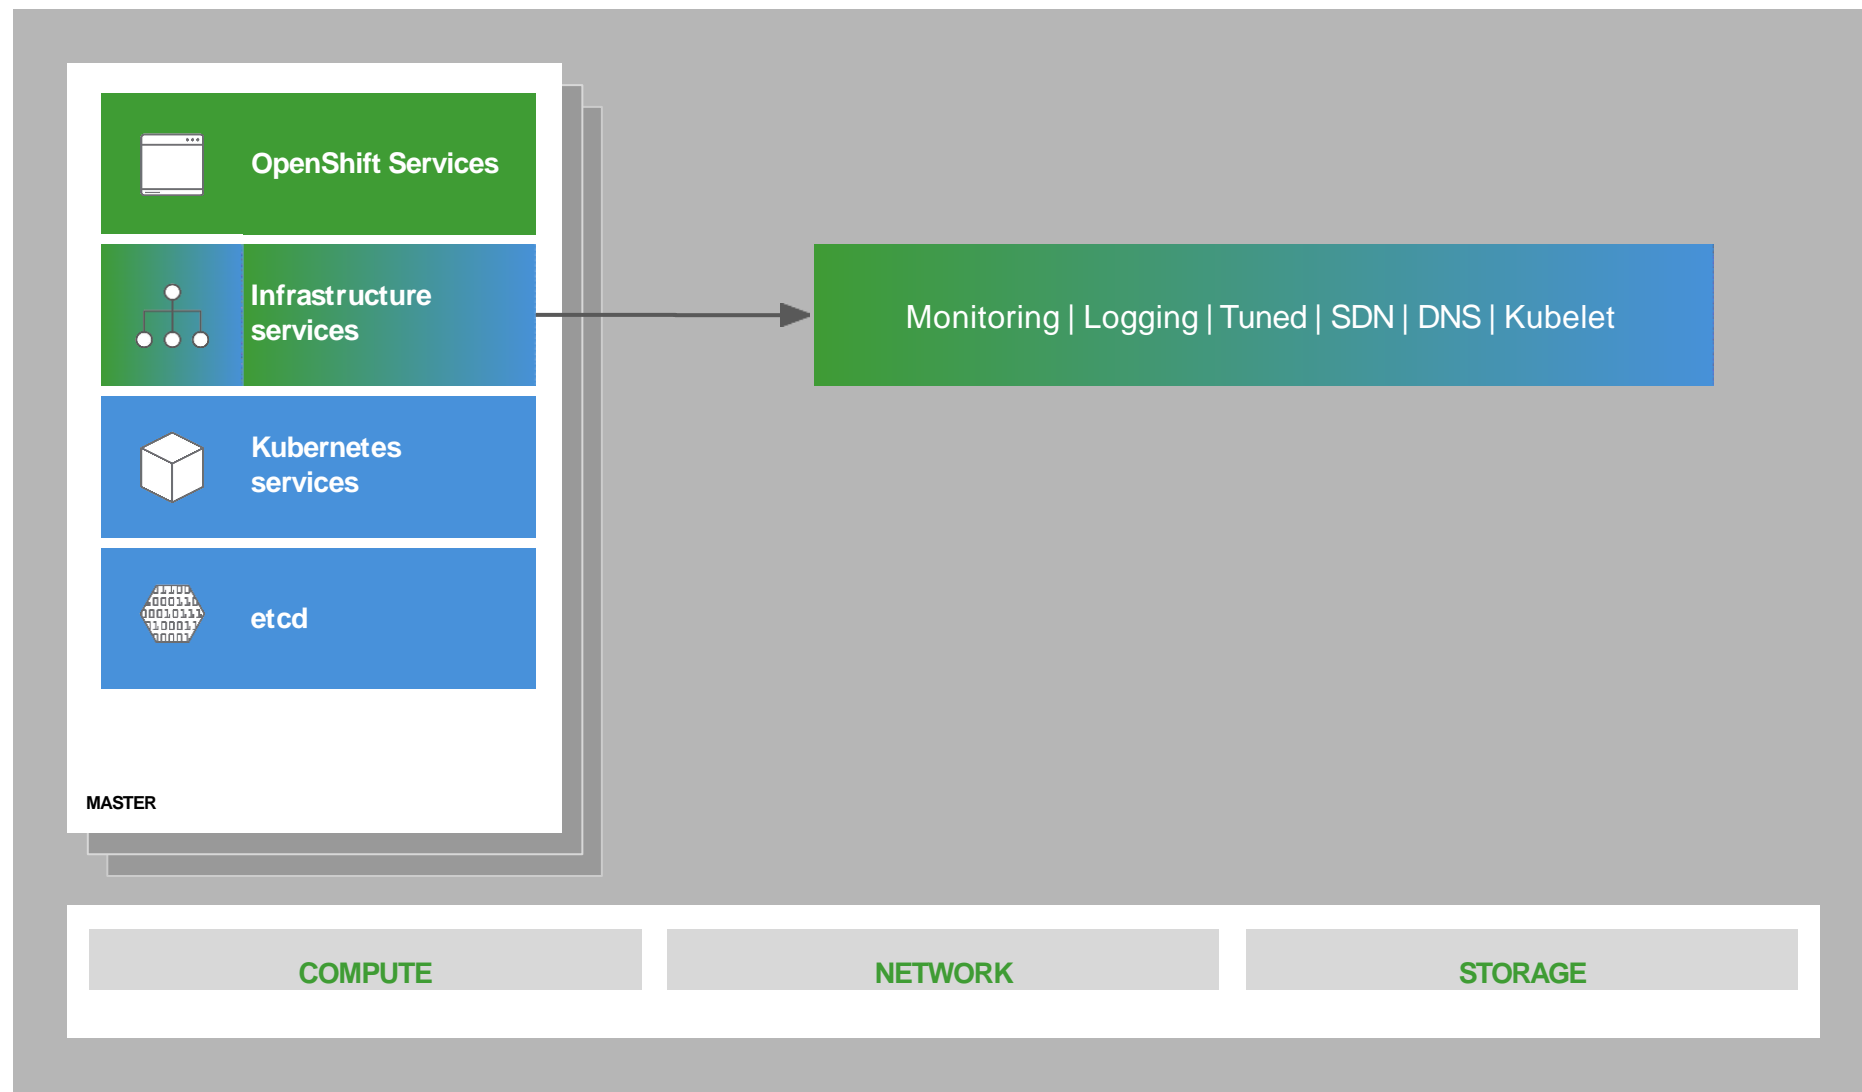 OpenShift Services
Infrastructure
services
Monitoring | Logging | Tuned | SDN | DNS | Kubelet
Kubernetes
services
etcd
MASTER
COMPUTE
NETWORK
STORAGE